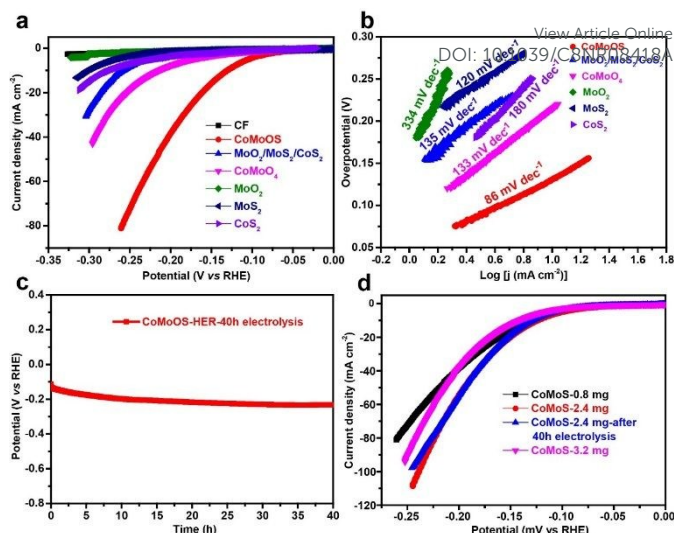 View Article Online
DOI: 10.1039/C8NR08418A
a
0
-20
-40
-60
-80
Current density (mA cm⁻²)
CF
CoMoOS
MoO₂/MoS₂/CoS₂
CoMoO₄
MoO₂
MoS₂
CoS₂
-0.35 -0.30 -0.25 -0.20 -0.15 -0.10 -0.05 0.00
Potential (V vs RHE)
b
0.30
0.25
0.20
0.15
0.10
0.05
0.00
Overpotential (V)
334 mV dec⁻¹
120 mV dec⁻¹
135 mV dec⁻¹
180 mV dec⁻¹
133 mV dec⁻¹
86 mV dec⁻¹
CoMoOS
MoO₂/MoS₂/CoS₂
CoMoO₄
MoO₂
MoS₂
CoS₂
0.0 0.2 0.4 0.6 0.8 1.0 1.2 1.4 1.6 1.8
Log [j (mA cm⁻²)]
c
0.4
0.2
0.0
-0.2
-0.4
-0.6
-0.8
Potential (V vs RHE)
CoMoOS-HER-40h electrolysis
0 5 10 15 20 25 30 35 40
Time (h)
d
0
-20
-40
-60
-80
-100
-120
Current density (mA cm⁻²)
CoMoS-0.8 mg
CoMoS-2.4 mg
CoMoS-2.4 mg-after
40h electrolysis
CoMoS-3.2 mg
-0.25 -0.20 -0.15 -0.10 -0.05 0.00
Potential (mV vs RHE)